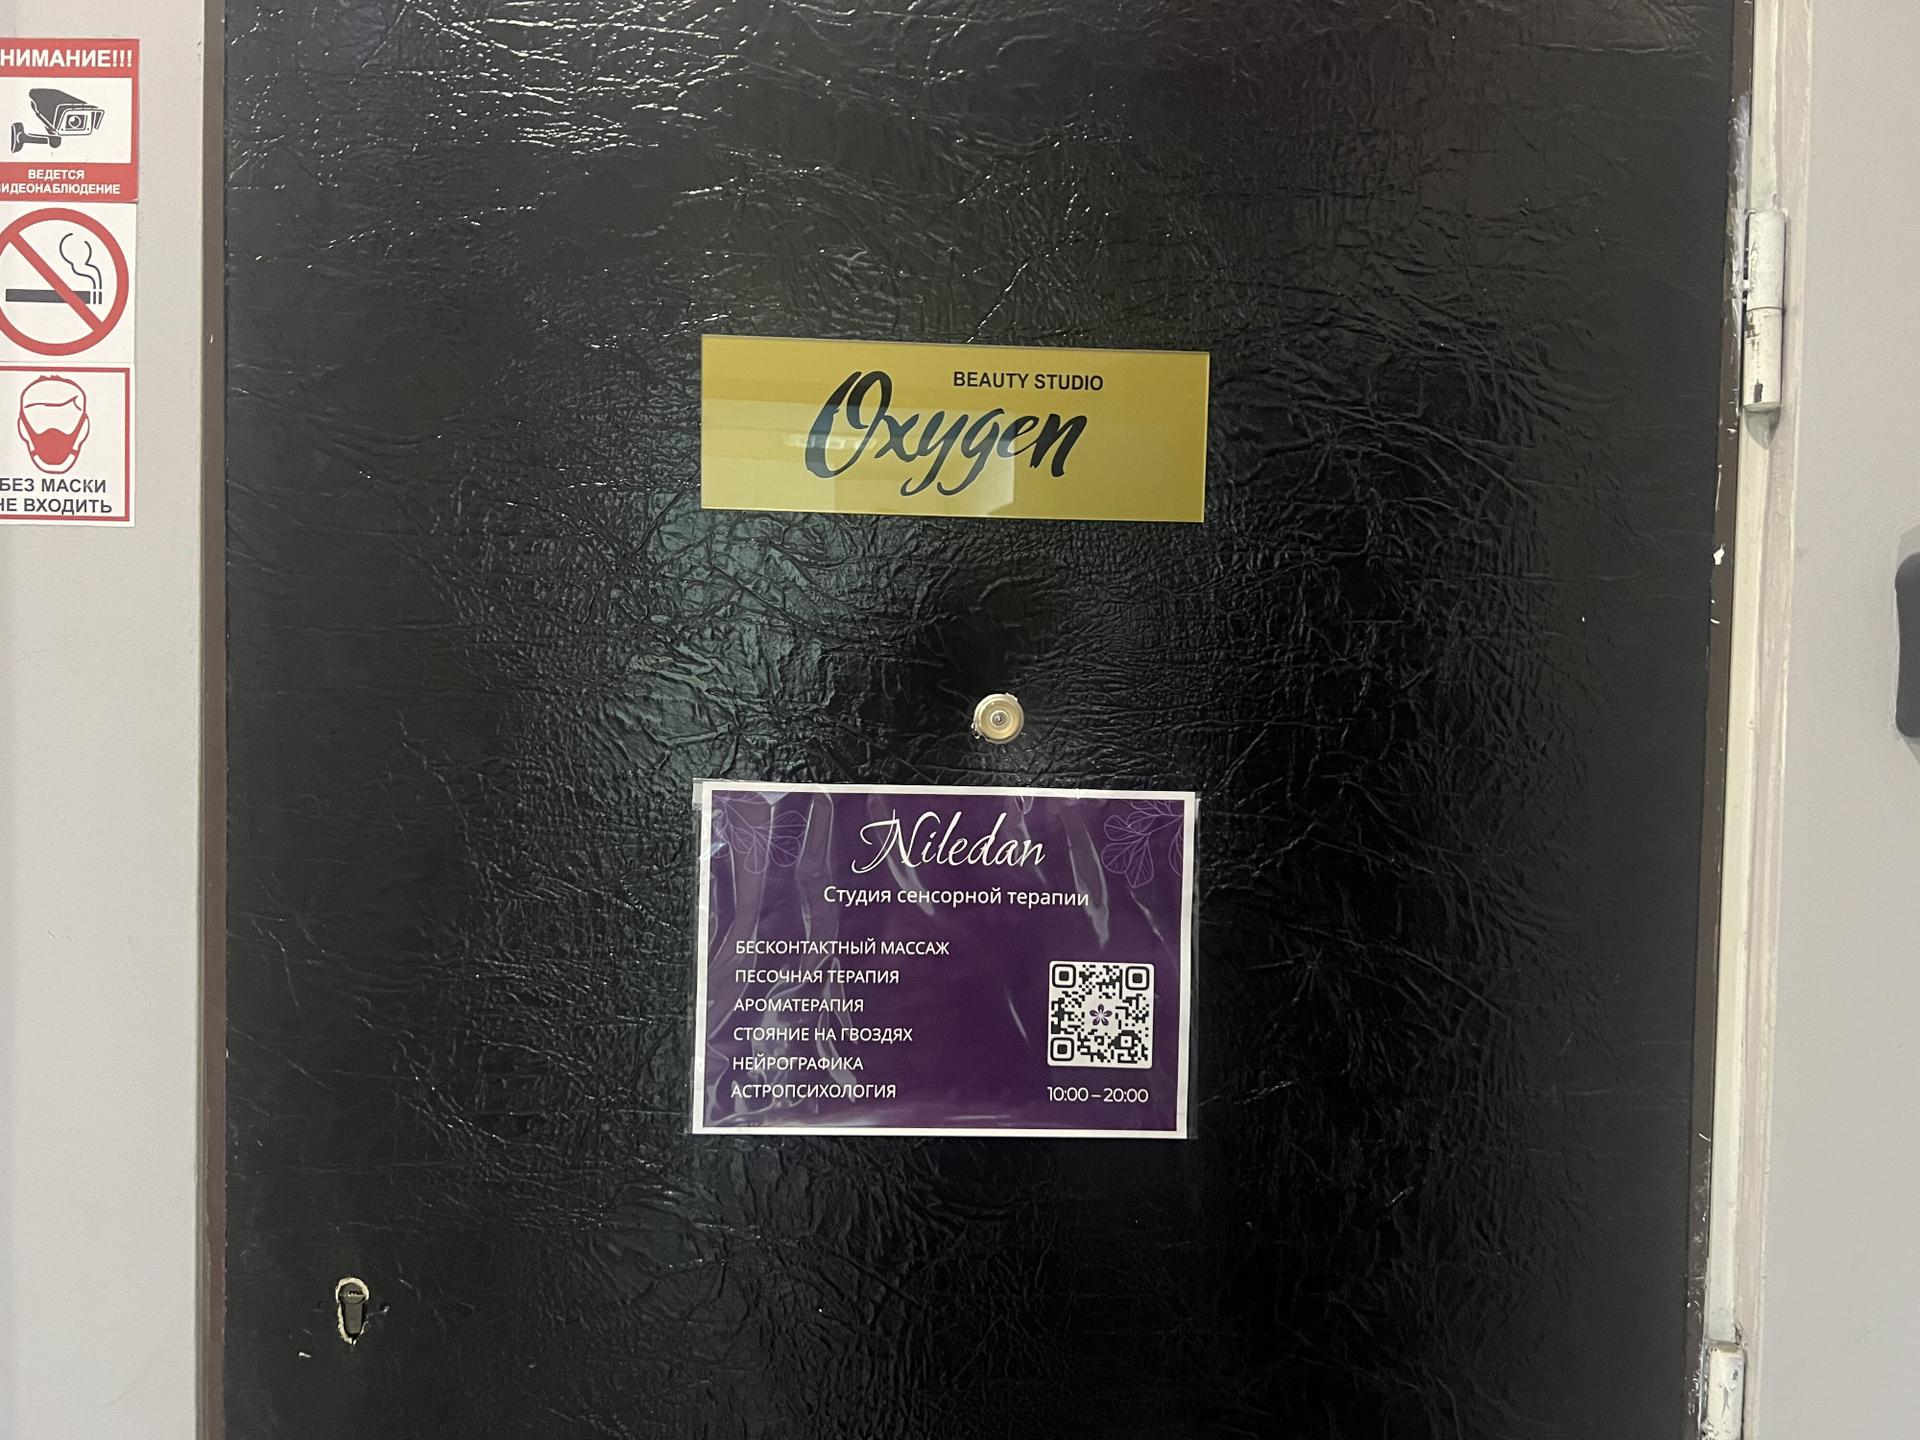 НИМАНИЕ!!!
ВЕДЕТСЯ
ИДЕОНАБЛЮДЕНИЕ
БЕЗ МАСКИ
НЕ ВХОДИТЬ
BEAUTY STUDIO
Oxygen
Niledan
Студия сенсорной терапии
БЕСКОНТАКТНЫЙ МАССАЖ
ПЕСОЧНАЯ ТЕРАПИЯ
АРОМАТЕРАПИЯ
СТОЯНИЕ НА ГВОЗДЯХ
НЕЙРОГРАФИКА
АСТРОПСИХОЛОГИЯ
10:00 – 20:00